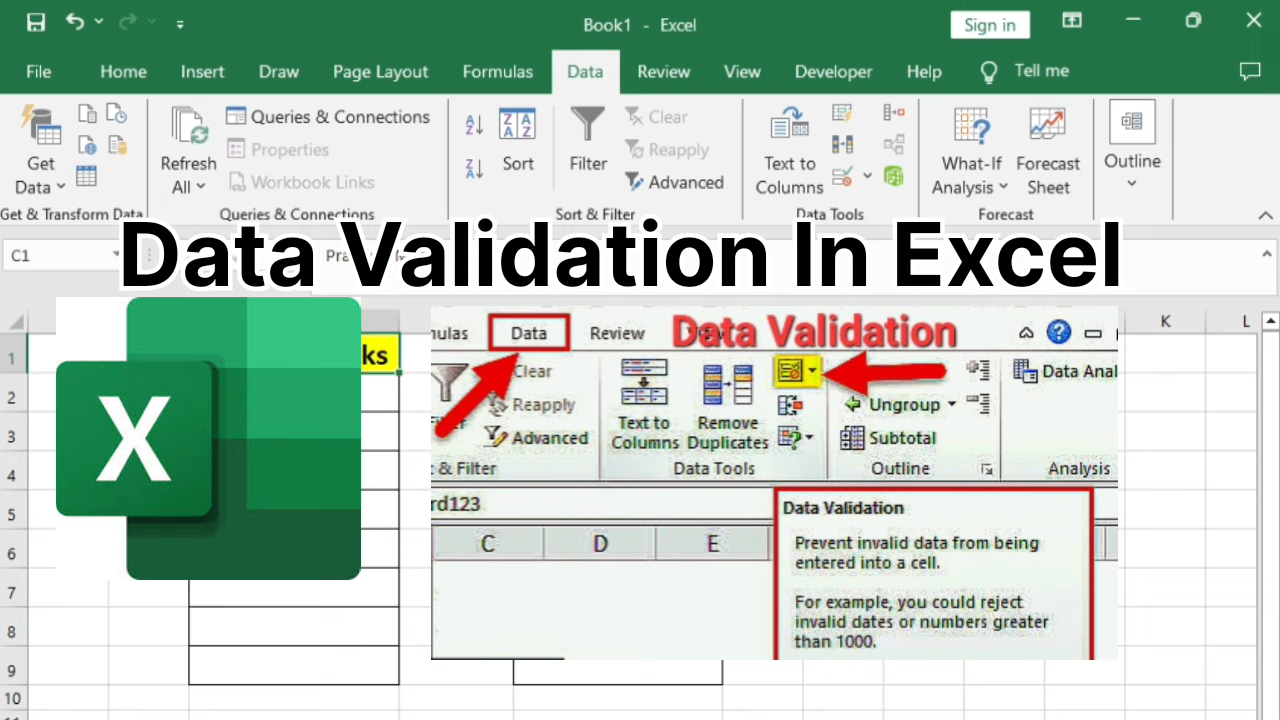 Book1 - Excel
Sign in
File Home Insert Draw Page Layout Formulas Data Review View Developer Help Tell me
Queries & Connections
Clear
Properties
Reapply
Workbook Links
Advanced
Get
Data
Refresh
All
Sort
Filter
Text to
Columns
What-If
Analysis
Forecast
Sheet
Outline
Get & Transform Data
Queries & Connections
Sort & Filter
Data Tools
Forecast
C1
Data Validation In Excel
K L
1
ks
2
3
4
5
6
7
8
9
10
X
ulas Data Review
Data Validation
Clear
Reapply
Advanced
Text to
Columns
Remove
Duplicates
Ungroup
Subtotal
Data Anal
& Filter
Data Tools
Outline
Analysis
rd123
C D E
Data Validation
Prevent invalid data from being
entered into a cell.
For example, you could reject
invalid dates or numbers greater
than 1000.